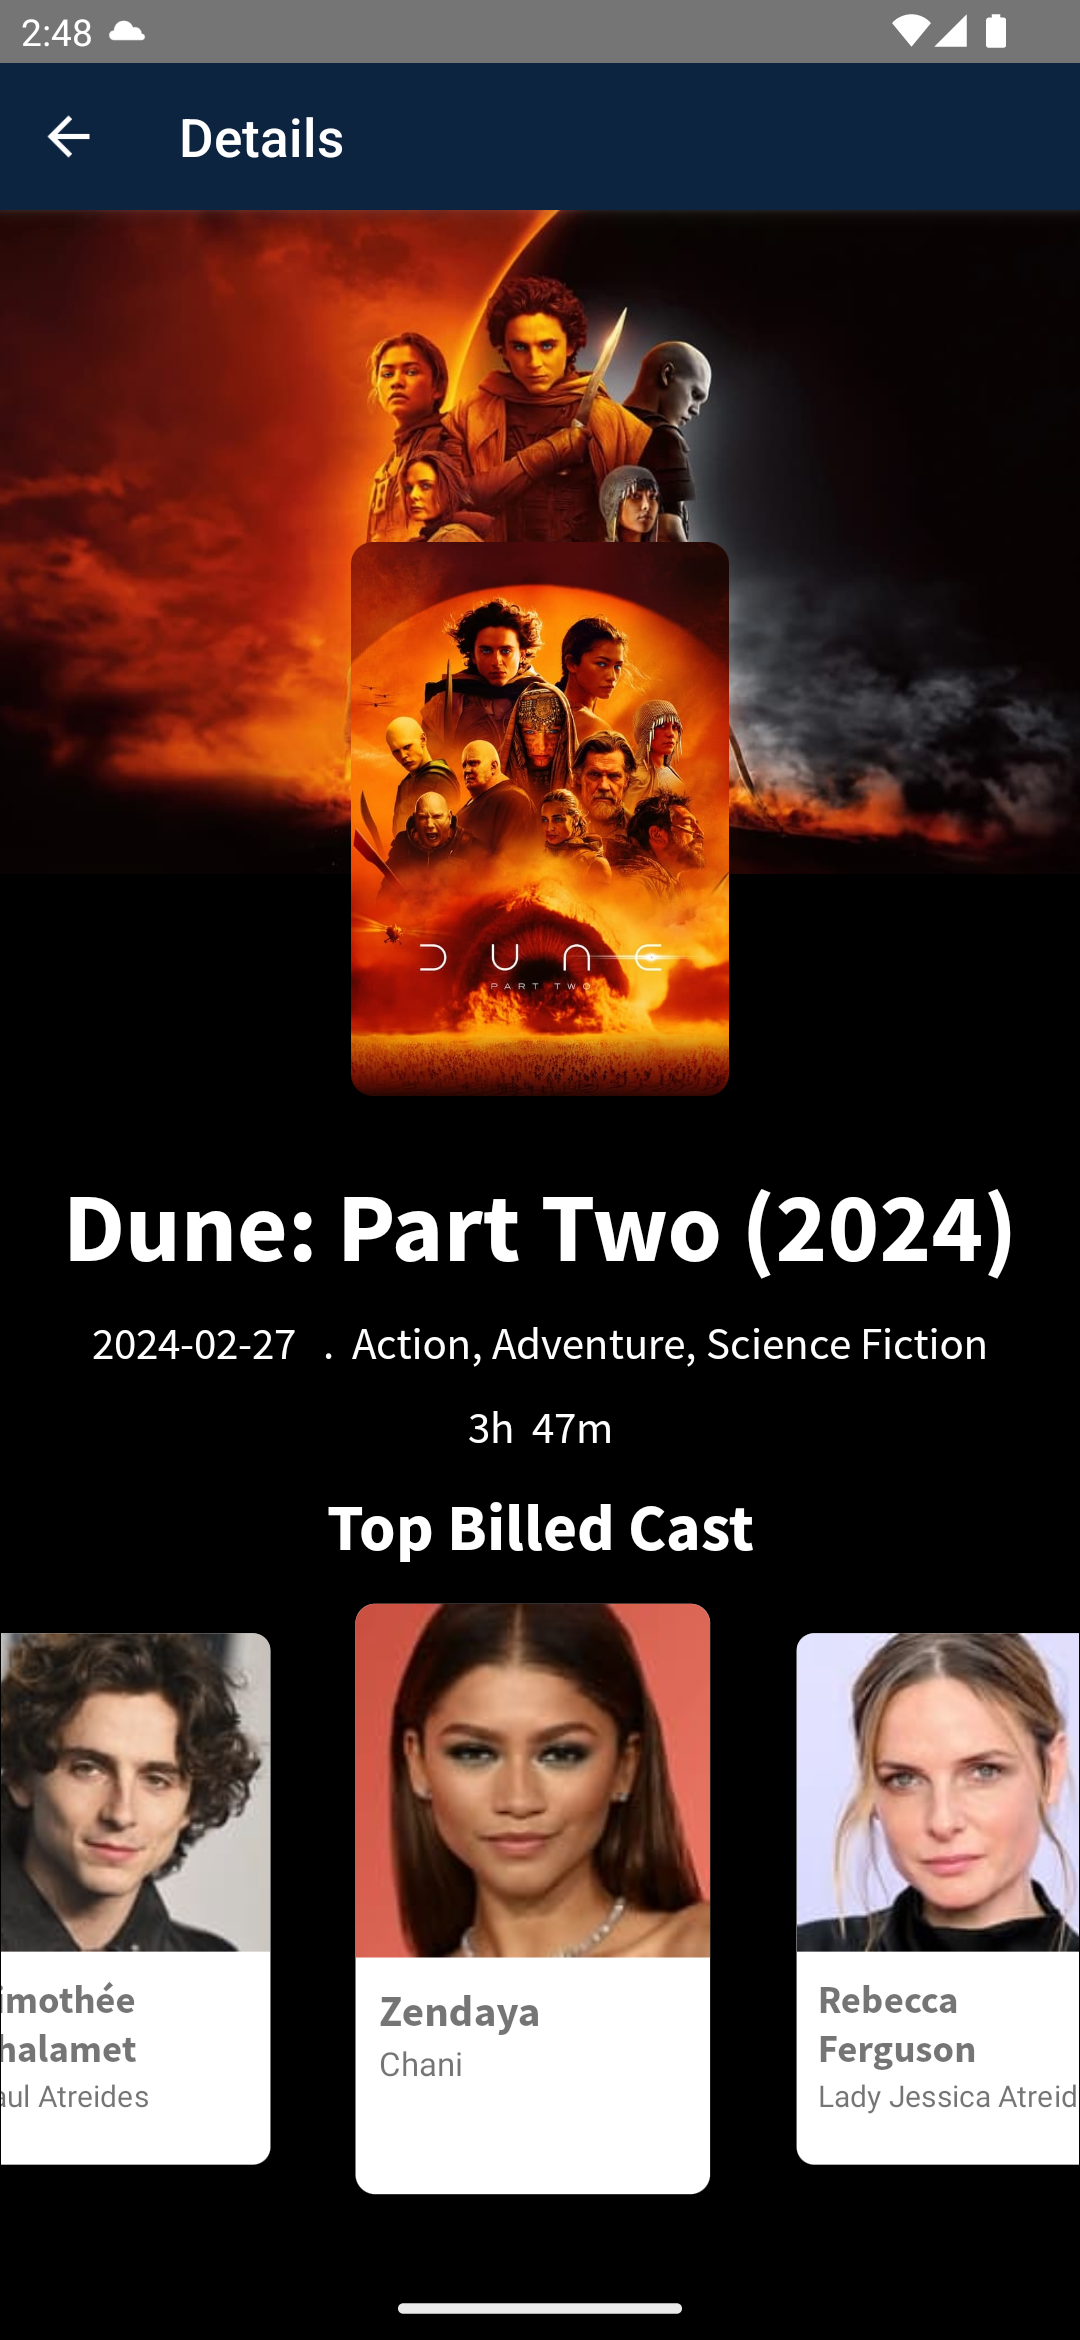 2:48
Details
DUNE
PART TWO
Dune: Part Two (2024)
2024-02-27 . Action, Adventure, Science Fiction
3h 47m
Top Billed Cast
imothée
halamet
aul Atreides
Zendaya
Chani
Rebecca
Ferguson
Lady Jessica Atreid